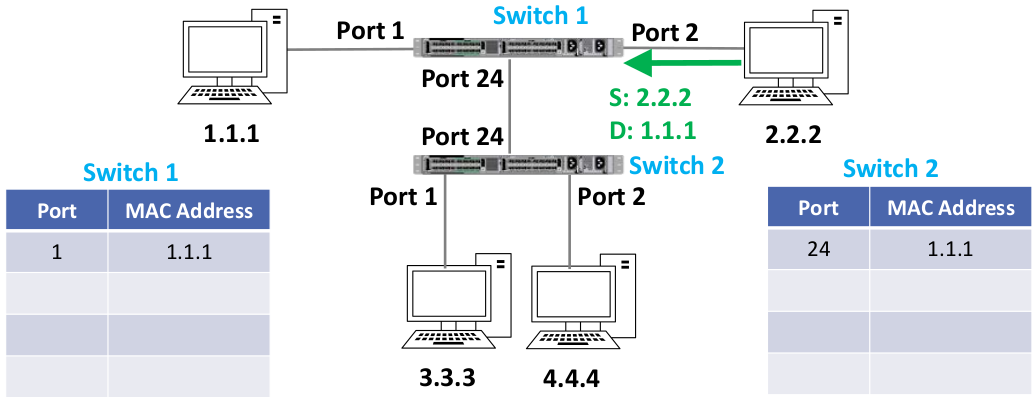 Switch 1
Port 1
Port 2
Port 24
S: 2.2.2
D: 1.1.1
1.1.1
2.2.2
Port 24
Switch 2
Port 1
Port 2
3.3.3
4.4.4
Switch 1
Port MAC Address
1 1.1.1
Switch 2
Port MAC Address
24 1.1.1